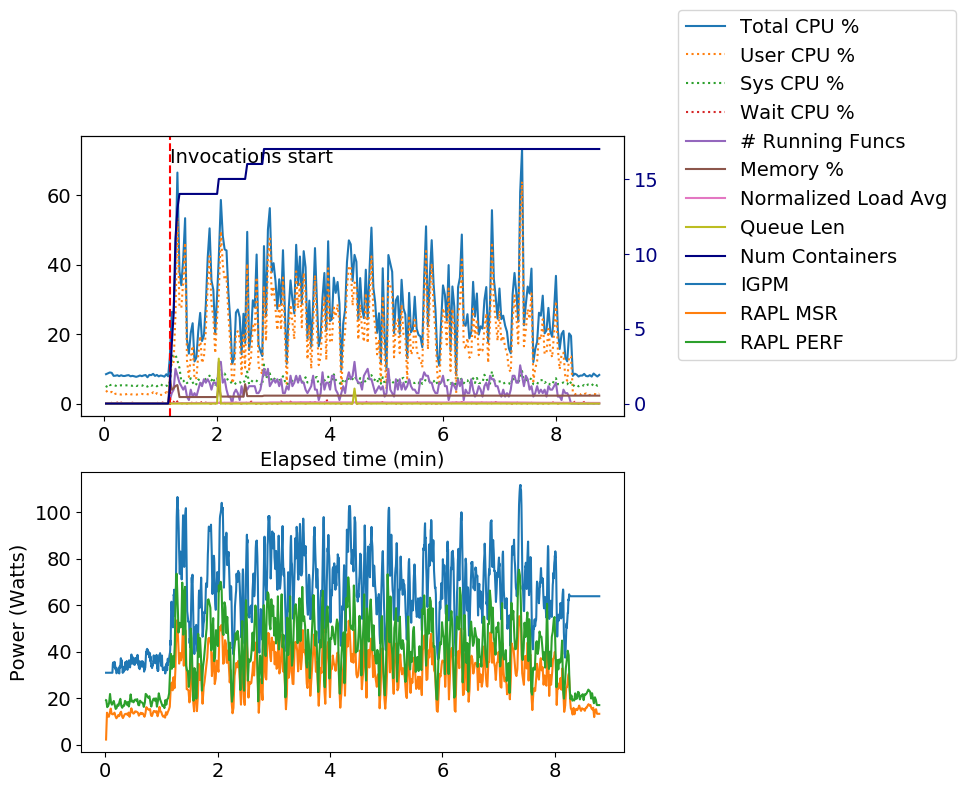 Total CPU %
User CPU %
Sys CPU %
Wait CPU %
# Running Funcs
Memory %
Normalized Load Avg
Queue Len
Num Containers
IGPM
RAPL MSR
RAPL PERF
Invocations start
60
40
20
0
15
10
5
0
0 2 4 6 8
Elapsed time (min)
Power (Watts)
100
80
60
40
20
0
0 2 4 6 8